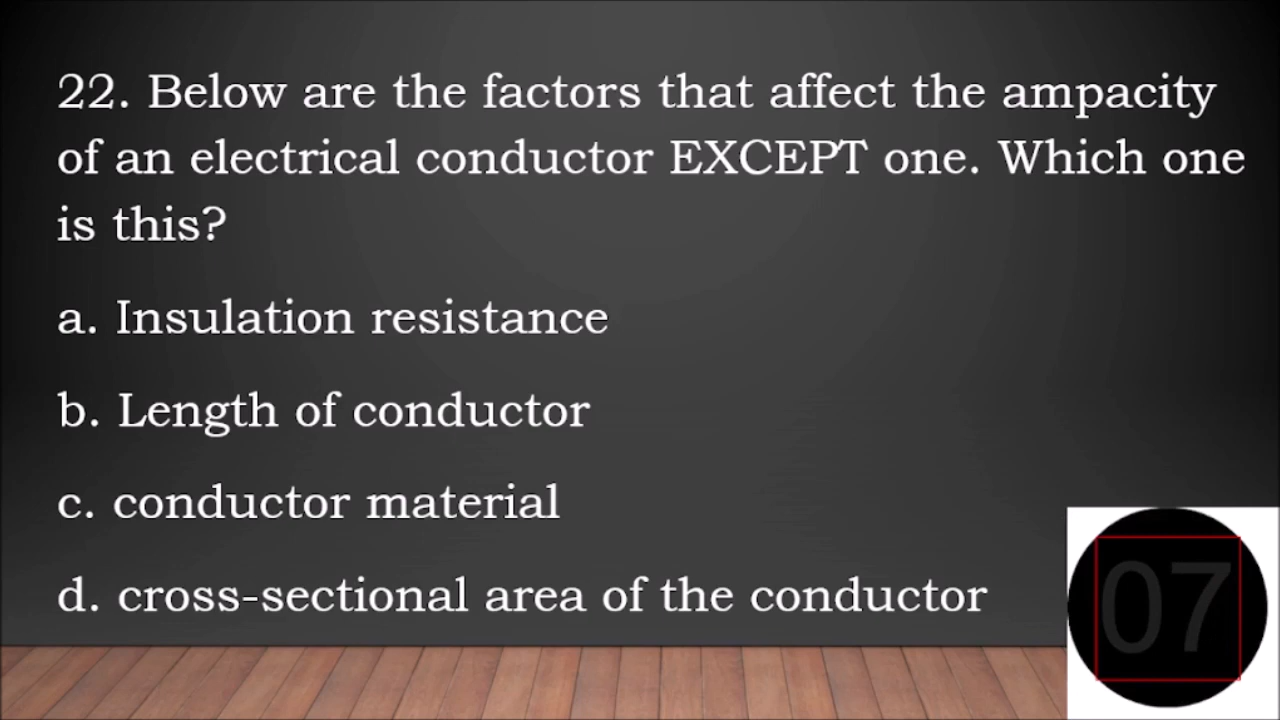 22. Below are the factors that affect the ampacity
of an electrical conductor EXCEPT one. Which one
is this?
a. Insulation resistance
b. Length of conductor
c. conductor material
d. cross-sectional area of the conductor
07